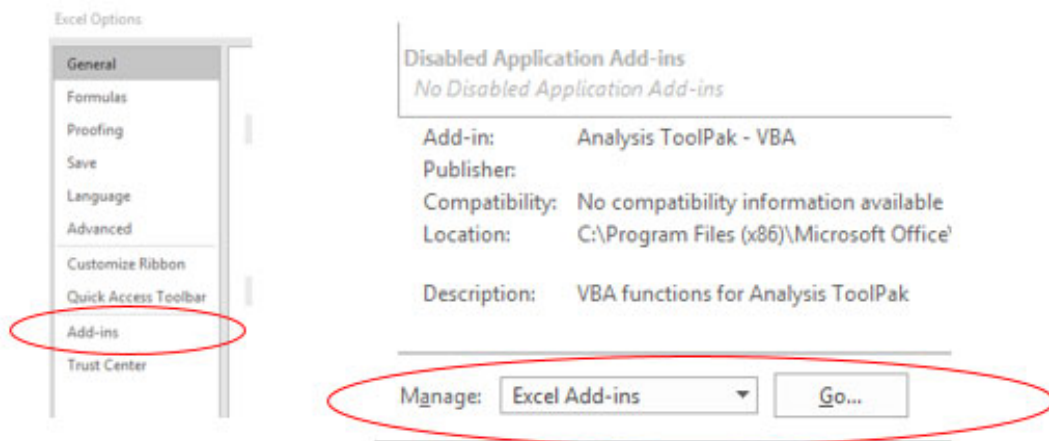 Excel Options
General
Formulas
Proofing
Save
Language
Advanced
Customize Ribbon
Quick Access Toolbar
Add-ins
Trust Center
Disabled Application Add-ins
No Disabled Application Add-ins
Add-in: Analysis ToolPak - VBA
Publisher:
Compatibility: No compatibility information available
Location: C:\Program Files (x86)\Microsoft Office\
Description: VBA functions for Analysis ToolPak
Manage: Excel Add-ins Go...